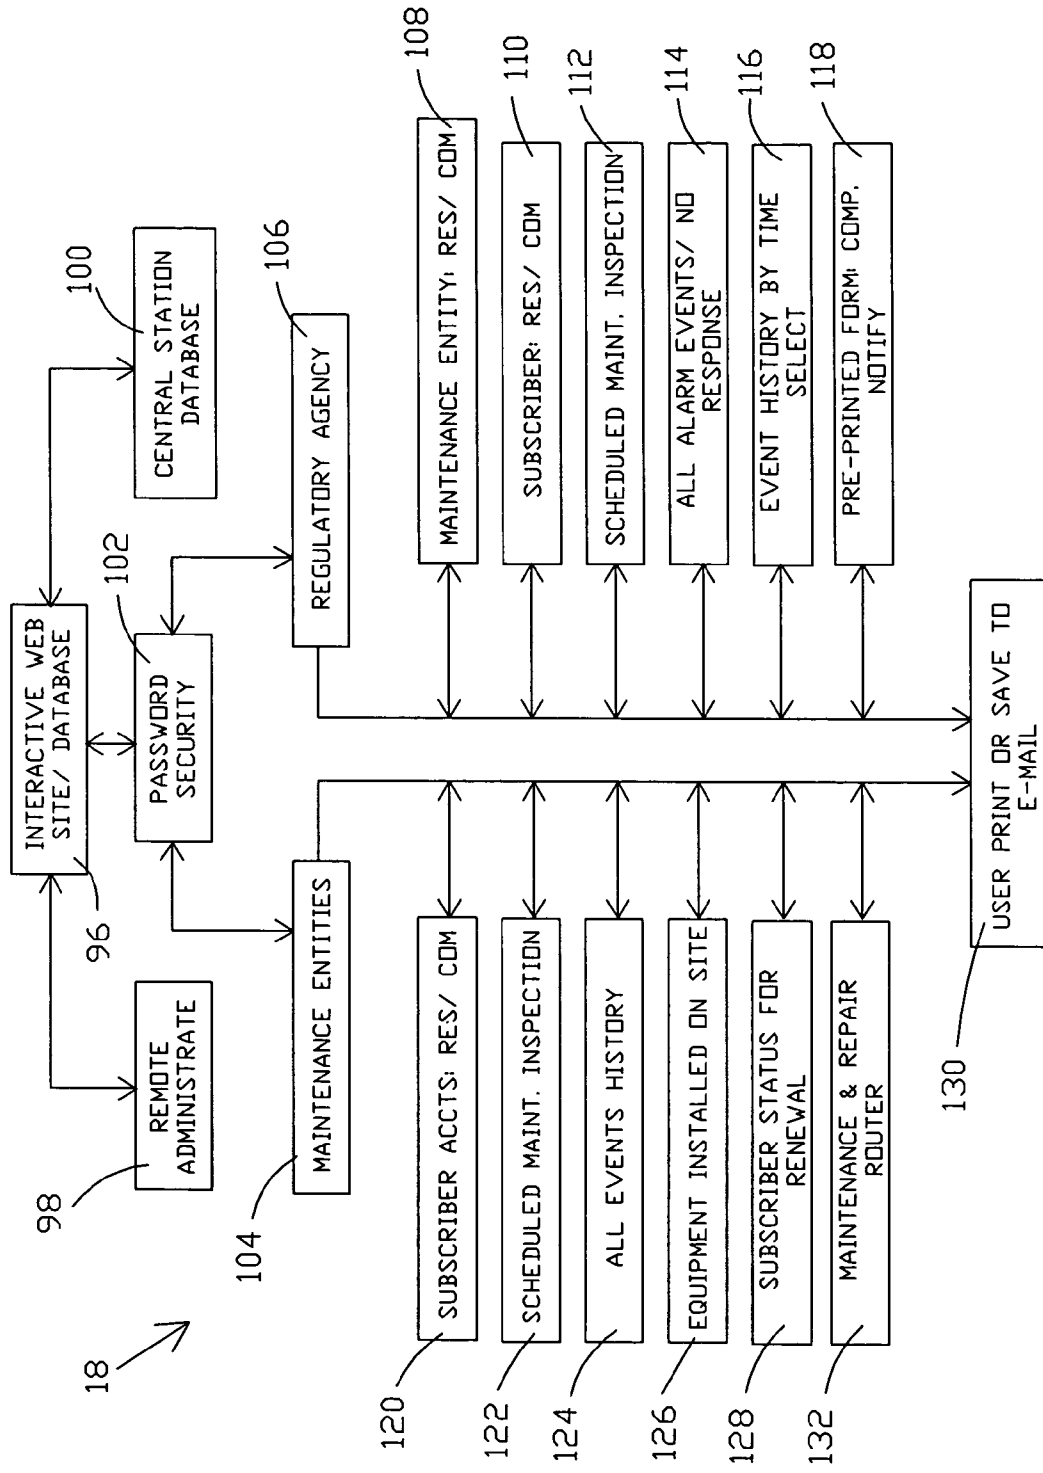 18
INTERACTIVE WEB
SITE/ DATABASE
96
REMOTE
ADMINISTRATE
98
PASSWORD
SECURITY
102
CENTRAL STATION
DATABASE
100
MAINTENANCE ENTITIES
104
REGULATORY AGENCY
106
SUBSCRIBER ACCTS: RES/ COM
120
SCHEDULED MAINT. INSPECTION
122
ALL EVENTS HISTORY
124
EQUIPMENT INSTALLED ON SITE
126
SUBSCRIBER STATUS FOR
RENEWAL
128
MAINTENANCE & REPAIR
ROUTER
132
MAINTENANCE ENTITY: RES/ COM
108
SUBSCRIBER: RES/ COM
110
SCHEDULED MAINT. INSPECTION
112
ALL ALARM EVENTS/ NO
RESPONSE
114
EVENT HISTORY BY TIME
SELECT
116
PRE-PRINTED FORM: COMP.
NOTIFY
118
USER PRINT OR SAVE TO
E-MAIL
130